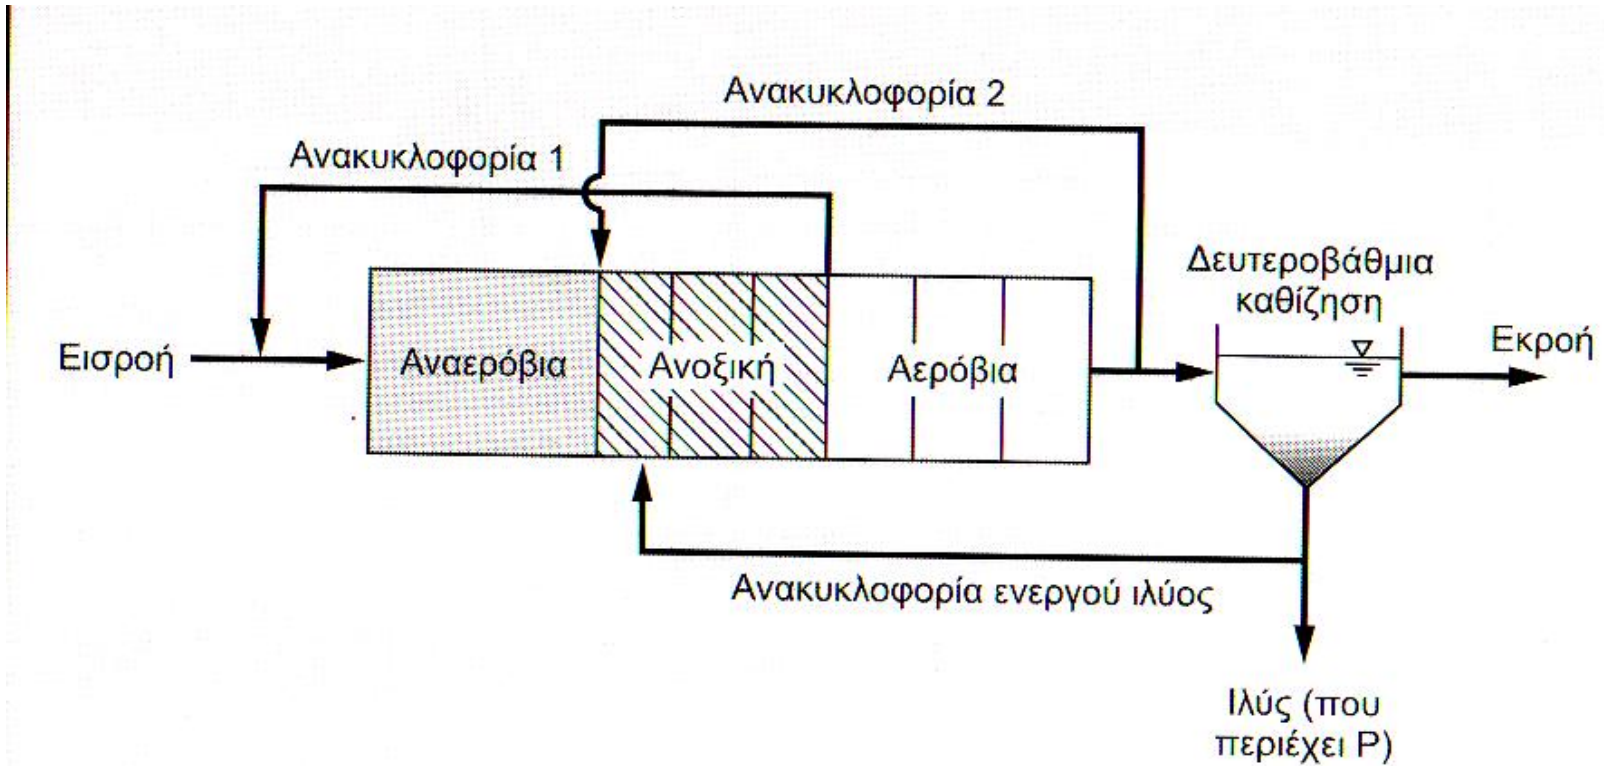 Ανακυκλοφορία 2
Ανακυκλοφορία 1
Δευτεροβάθμια
καθίζηση
Εισροή
Αναερόβια
Ανοξική
Αερόβια
Εκροή
Ανακυκλοφορία ενεργού ιλύος
Ιλύς (που
περιέχει P)